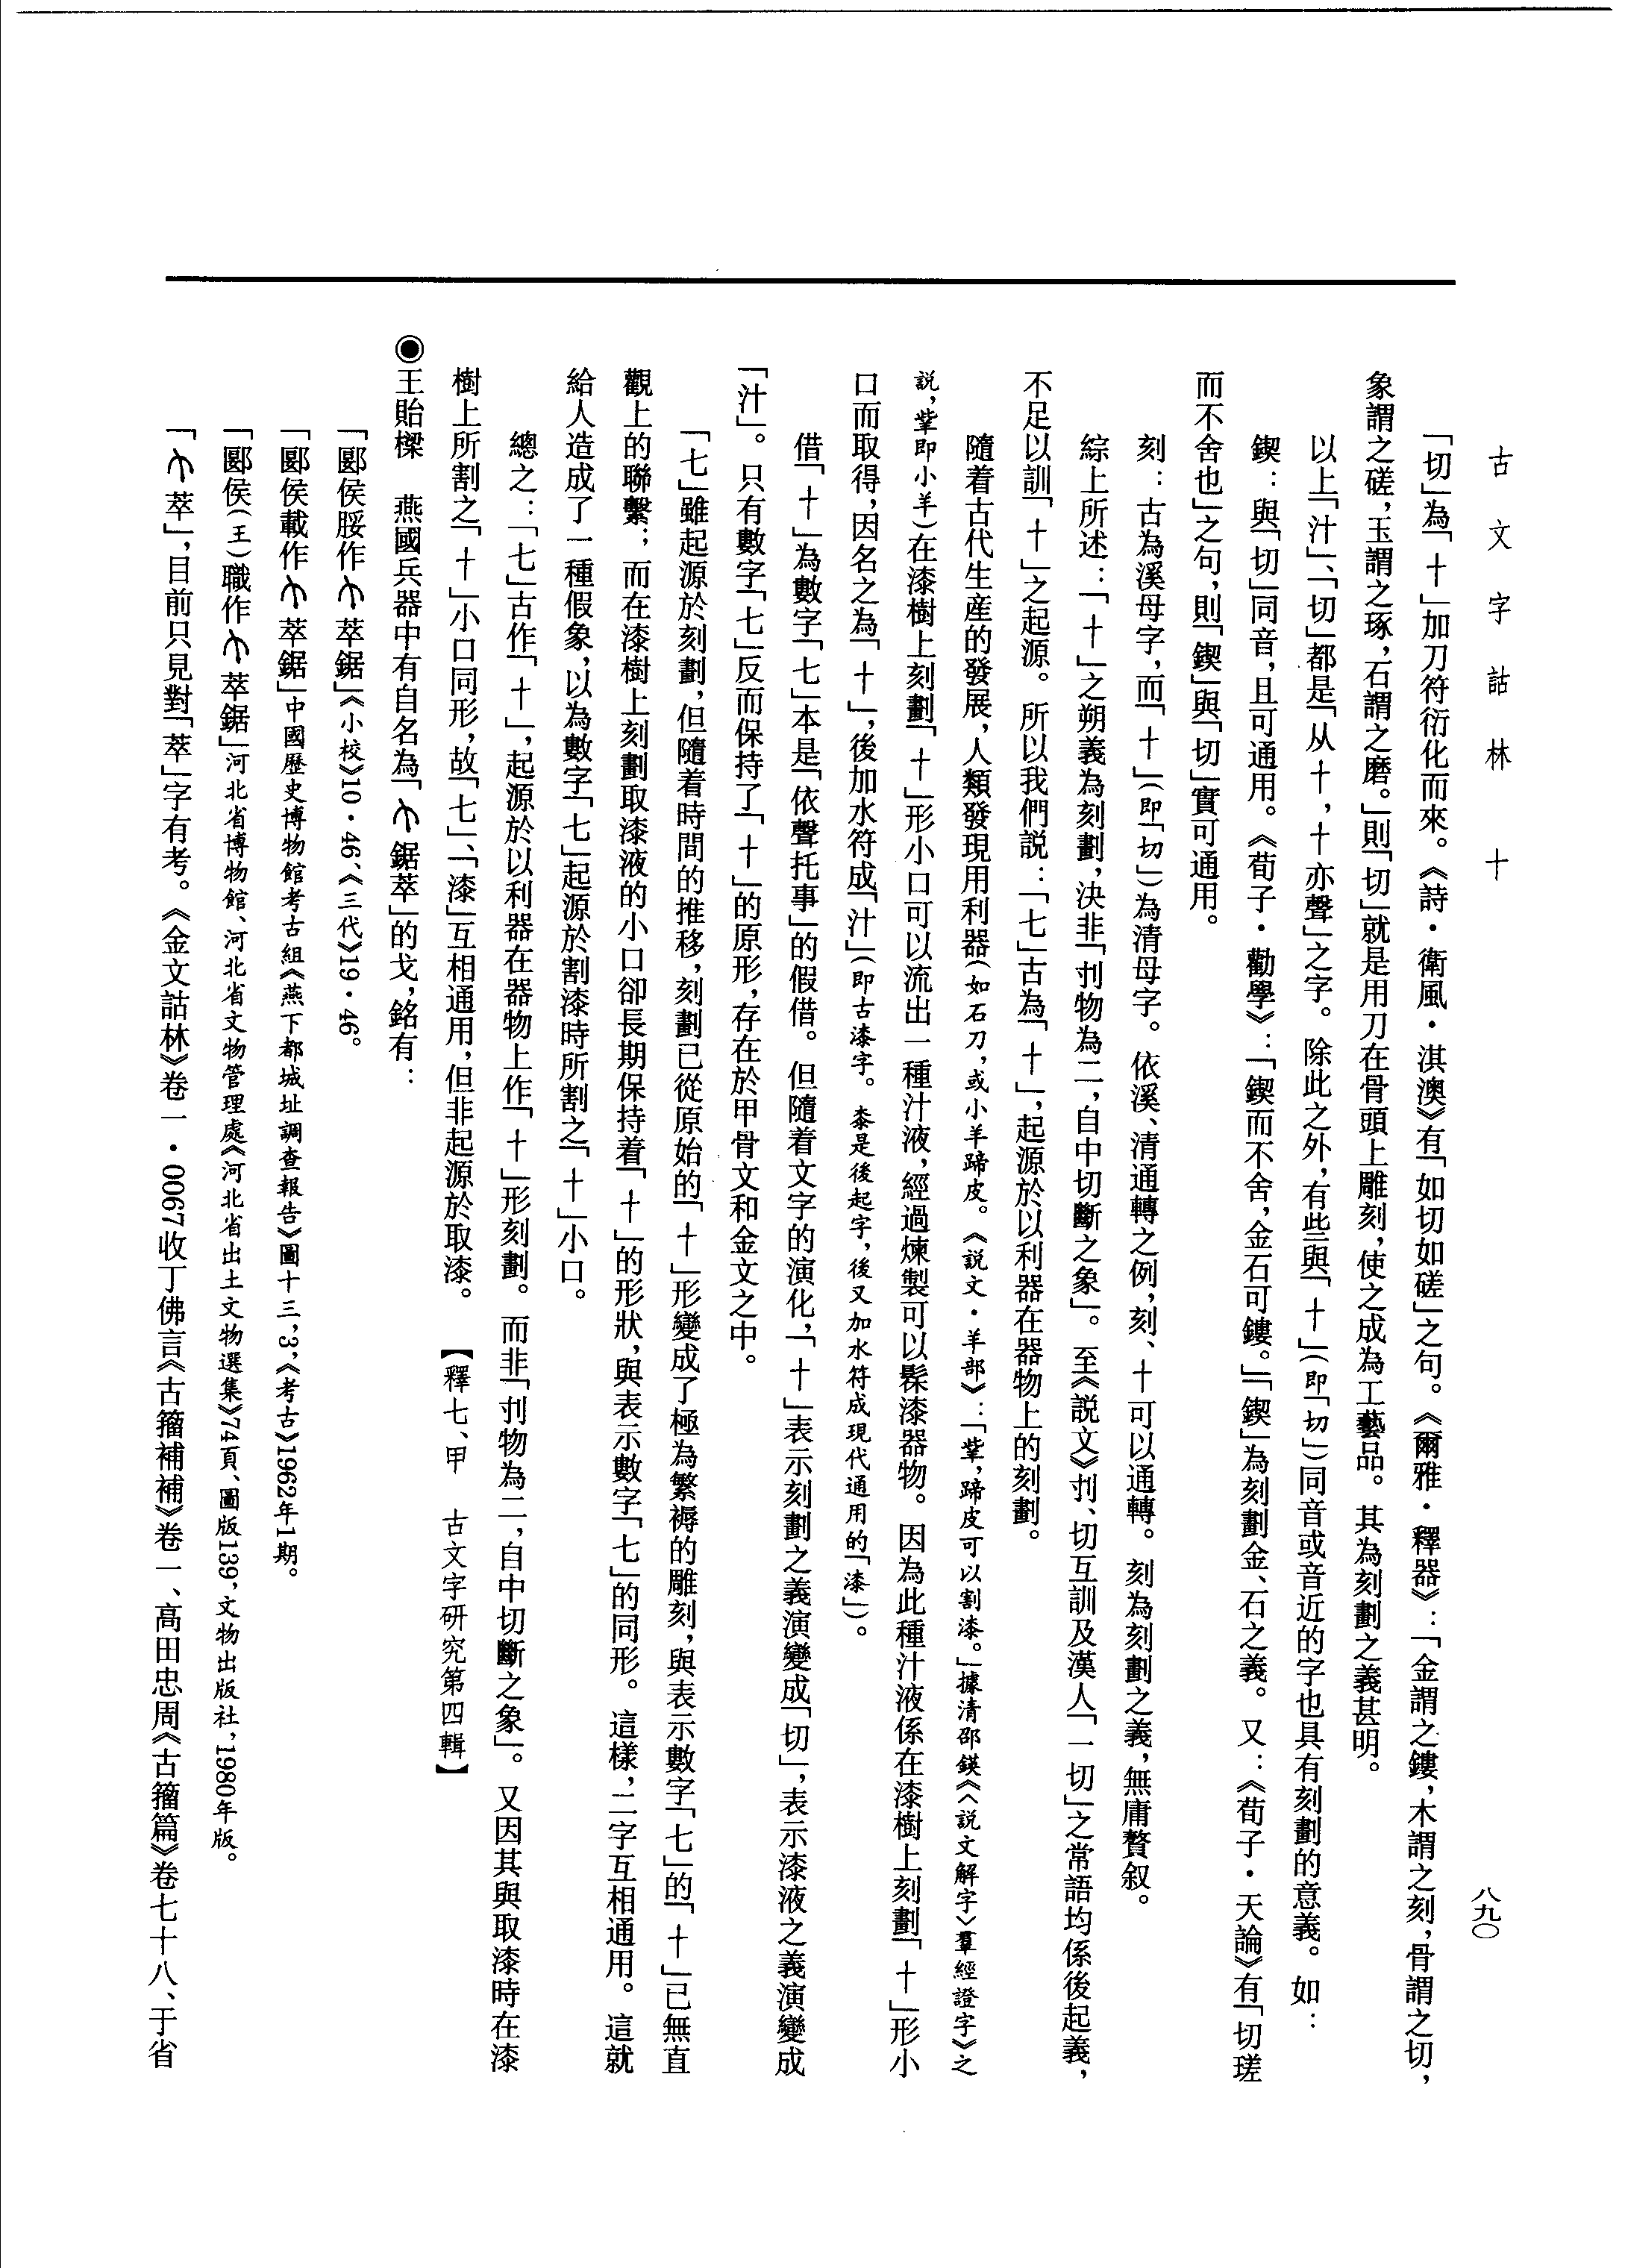 古文字詁林 十
八九〇
「切」為「十」加刀符衍化而來。《詩·衛風·淇澳》有「如切如磋」之句。《爾雅·釋器》:「金謂之鏤,木謂之刻,骨謂之切,
象謂之磋,玉謂之琢,石謂之磨。」則「切」就是用刀在骨頭上雕刻,使之成為工藝品。其為刻劃之義甚明。
以上「汁」、「切」都是「从十,十亦聲」之字。除此之外,有些與「十」(即「切」)同音或音近的字也具有刻劃的意義。如:
鍥:與「切」同音,且可通用。《荀子·勸學》:「鍥而不舍,金石可鏤。」「鍥」為刻劃金、石之義。又:《荀子·天論》有「切瑳
而不舍也」之句,則「鍥」與「切」實可通用。
刻:古為溪母字,而「十」(即「切」)為清母字。依溪、清通轉之例,刻、十可以通轉。刻為刻劃之義,無庸贅叙。
綜上所述:「十」之朔義為刻劃,決非「刌物為二,自中切斷之象」。至《説文》刌、切互訓及漢人「一切」之常語均係後起義,
不足以訓「十」之起源。所以我們説:「七」古為「十」,起源於以利器在器物上的刻劃。
隨着古代生産的發展,人類發現用利器(如石刀,或小羊蹄皮。《説文·羊部》:「羍,蹄皮可以割漆。」據清邵鍈《〈説文解字〉羣經證字》之
説,羍即小羊)在漆樹上刻劃「十」形小口可以流出一種汁液,經過煉製可以髹漆器物。因為此種汁液係在漆樹上刻劃「十」形小
口而取得,因名之為「十」,後加水符成「汁」(即古漆字。桼是後起字,後又加水符成現代通用的「漆」)。
借「十」為數字「七」本是「依聲托事」的假借。但隨着文字的演化,「十」表示刻劃之義演變成「切」,表示漆液之義演變成
「汁」。只有數字「七」反而保持了「十」的原形,存在於甲骨文和金文之中。
「七」雖起源於刻劃,但隨着時間的推移,刻劃已從原始的「十」形變成了極為繁褥的雕刻,與表示數字「七」的「十」已無直
觀上的聯繫;而在漆樹上刻劃取漆液的小口卻長期保持着「十」的形狀,與表示數字「七」的同形。這樣,二字互相通用。這就
給人造成了一種假象,以為數字「七」起源於割漆時所割之「十」小口。
總之:「七」古作「十」,起源於以利器在器物上作「十」形刻劃。而非「刌物為二,自中切斷之象」。又因其與取漆時在漆
樹上所割之「十」小口同形,故「七」、「漆」互相通用,但非起源於取漆。 【釋七、甲 古文字研究第四輯】
◉王貽樑 燕國兵器中有自名為「鋸萃」的戈,銘有:
「郾侯脮作萃鋸」《小校》10·46、《三代》19·46。
「郾侯載作萃鋸」中國歷史博物館考古組《燕下都城址調查報告》圖十三,3,《考古》1962年1期。
「郾侯(王)職作萃鋸」河北省博物館、河北省文物管理處《河北省出土文物選集》74頁、圖版139,文物出版社,1980年版。
「萃」,目前只見對「萃」字有考。《金文詁林》卷一·0067收丁佛言《古籀補補》卷一、高田忠周《古籀篇》卷七十八、于省